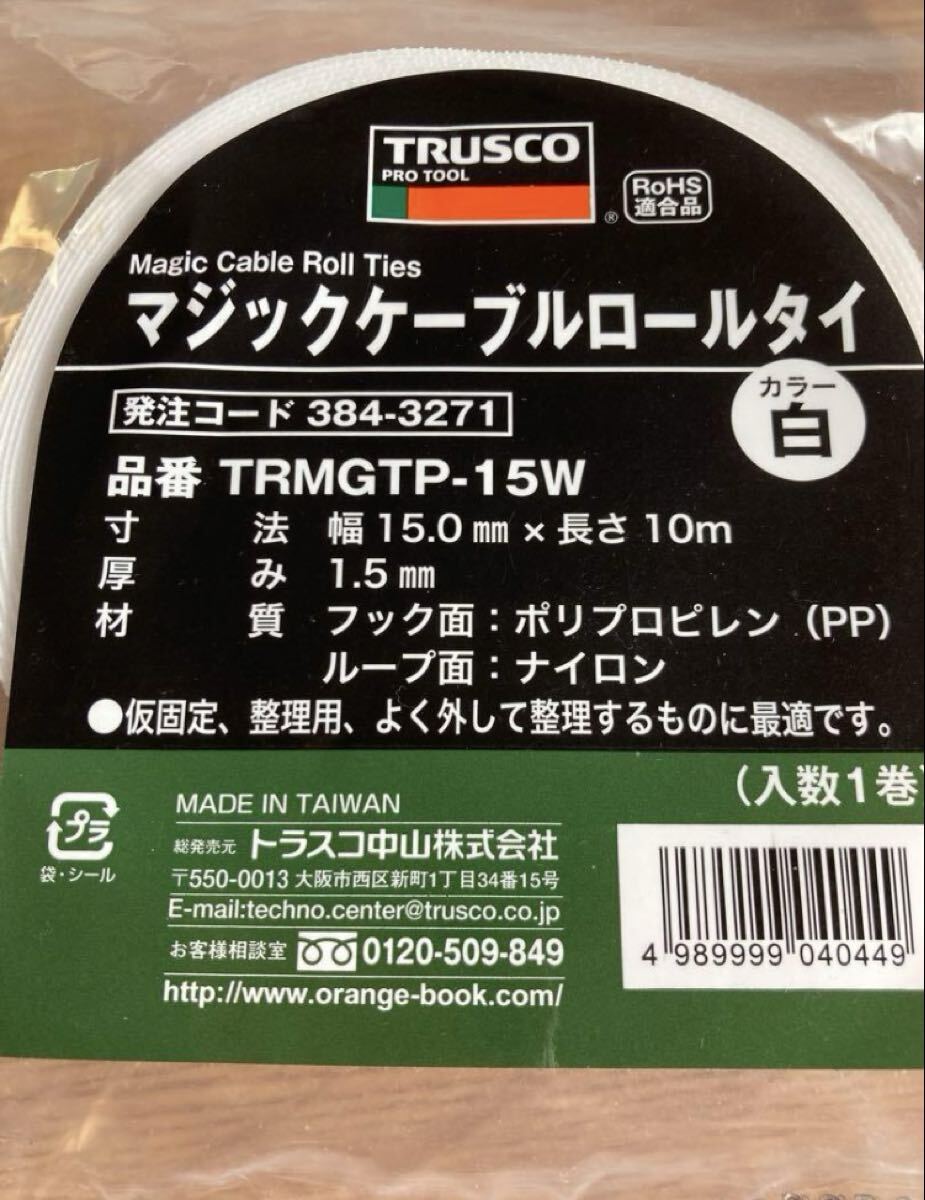 TRUSCO
PRO TOOL
®
RoHS
適合品
Magic Cable Roll Ties
マジックケーブルロールタイ
カラー
白
発注コード 384-3271
品番 TRMGTP-15W
寸法 幅15.0㎜×長さ10m
厚み 1.5㎜
材質 フック面：ポリプロピレン（PP）
ループ面：ナイロン
●仮固定、整理用、よく外して整理するものに最適です。
（入数1巻）
プラ
袋・シール
MADE IN TAIWAN
総発売元 トラスコ中山株式会社
〒550-0013 大阪市西区新町1丁目34番15号
E-mail:techno.center@trusco.co.jp
お客様相談室 0120-509-849
http://www.orange-book.com/
4 989999 040449